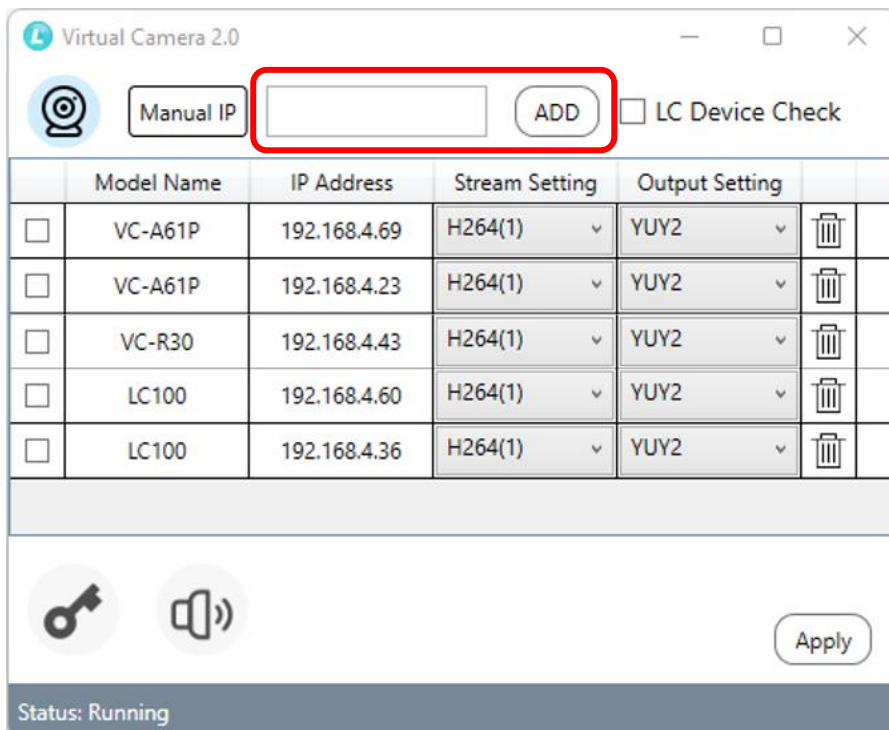 Virtual Camera 2.0
Manual IP ADD LC Device Check
Model Name IP Address Stream Setting Output Setting
VC-A61P 192.168.4.69 H264(1) YUY2
VC-A61P 192.168.4.23 H264(1) YUY2
VC-R30 192.168.4.43 H264(1) YUY2
LC100 192.168.4.60 H264(1) YUY2
LC100 192.168.4.36 H264(1) YUY2
Apply
Status: Running